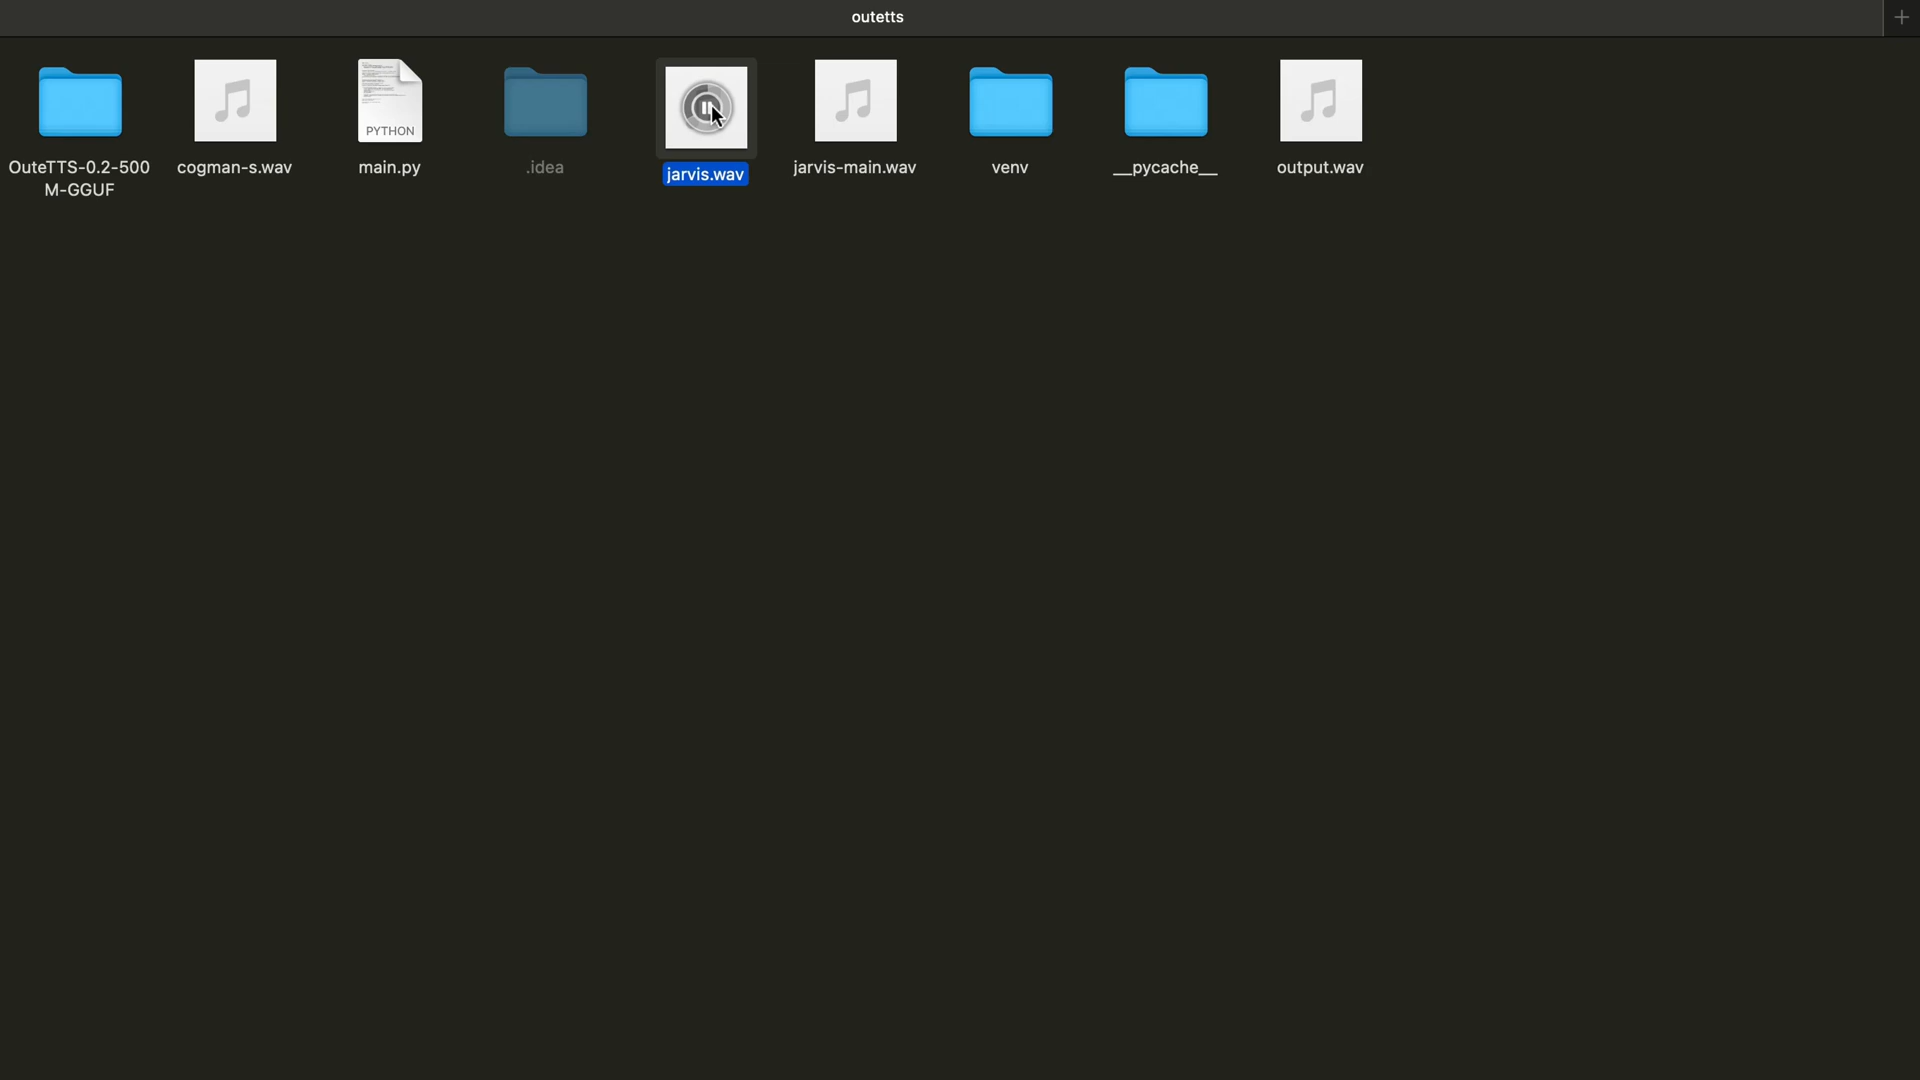 outetts
OuteTTS-0.2-500
M-GGUF
cogman-s.wav
PYTHON
main.py
.idea
jarvis.wav
jarvis-main.wav
venv
__pycache__
output.wav